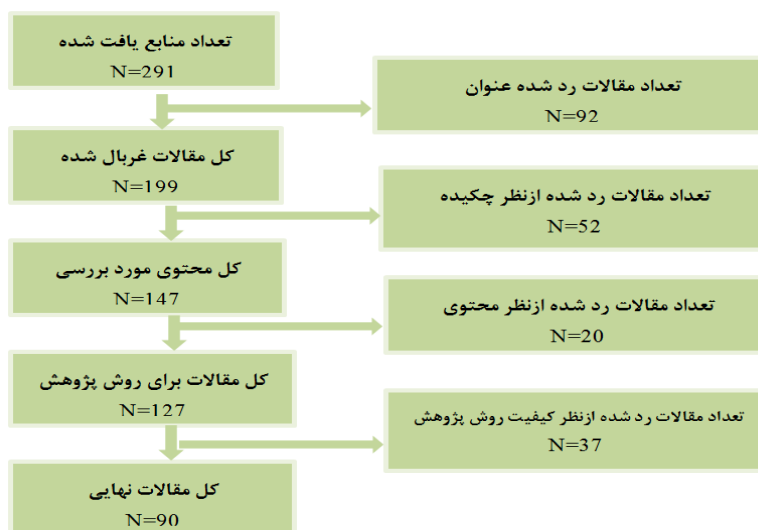 تعداد منابع یافت شده
N=291
تعداد مقالات رد شده عنوان
N=92
کل مقالات غربال شده
N=199
تعداد مقالات رد شده ازنظر چکیده
N=52
کل محتوی مورد بررسی
N=147
تعداد مقالات رد شده ازنظر محتوی
N=20
کل مقالات برای روش پژوهش
N=127
تعداد مقالات رد شده ازنظر کیفیت روش پژوهش
N=37
کل مقالات نهایی
N=90